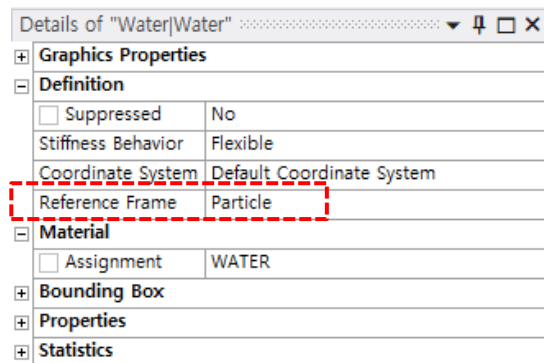 Details of "Water|Water"
Graphics Properties
Definition
Suppressed No
Stiffness Behavior Flexible
Coordinate System Default Coordinate System
Reference Frame Particle
Material
Assignment WATER
Bounding Box
Properties
Statistics